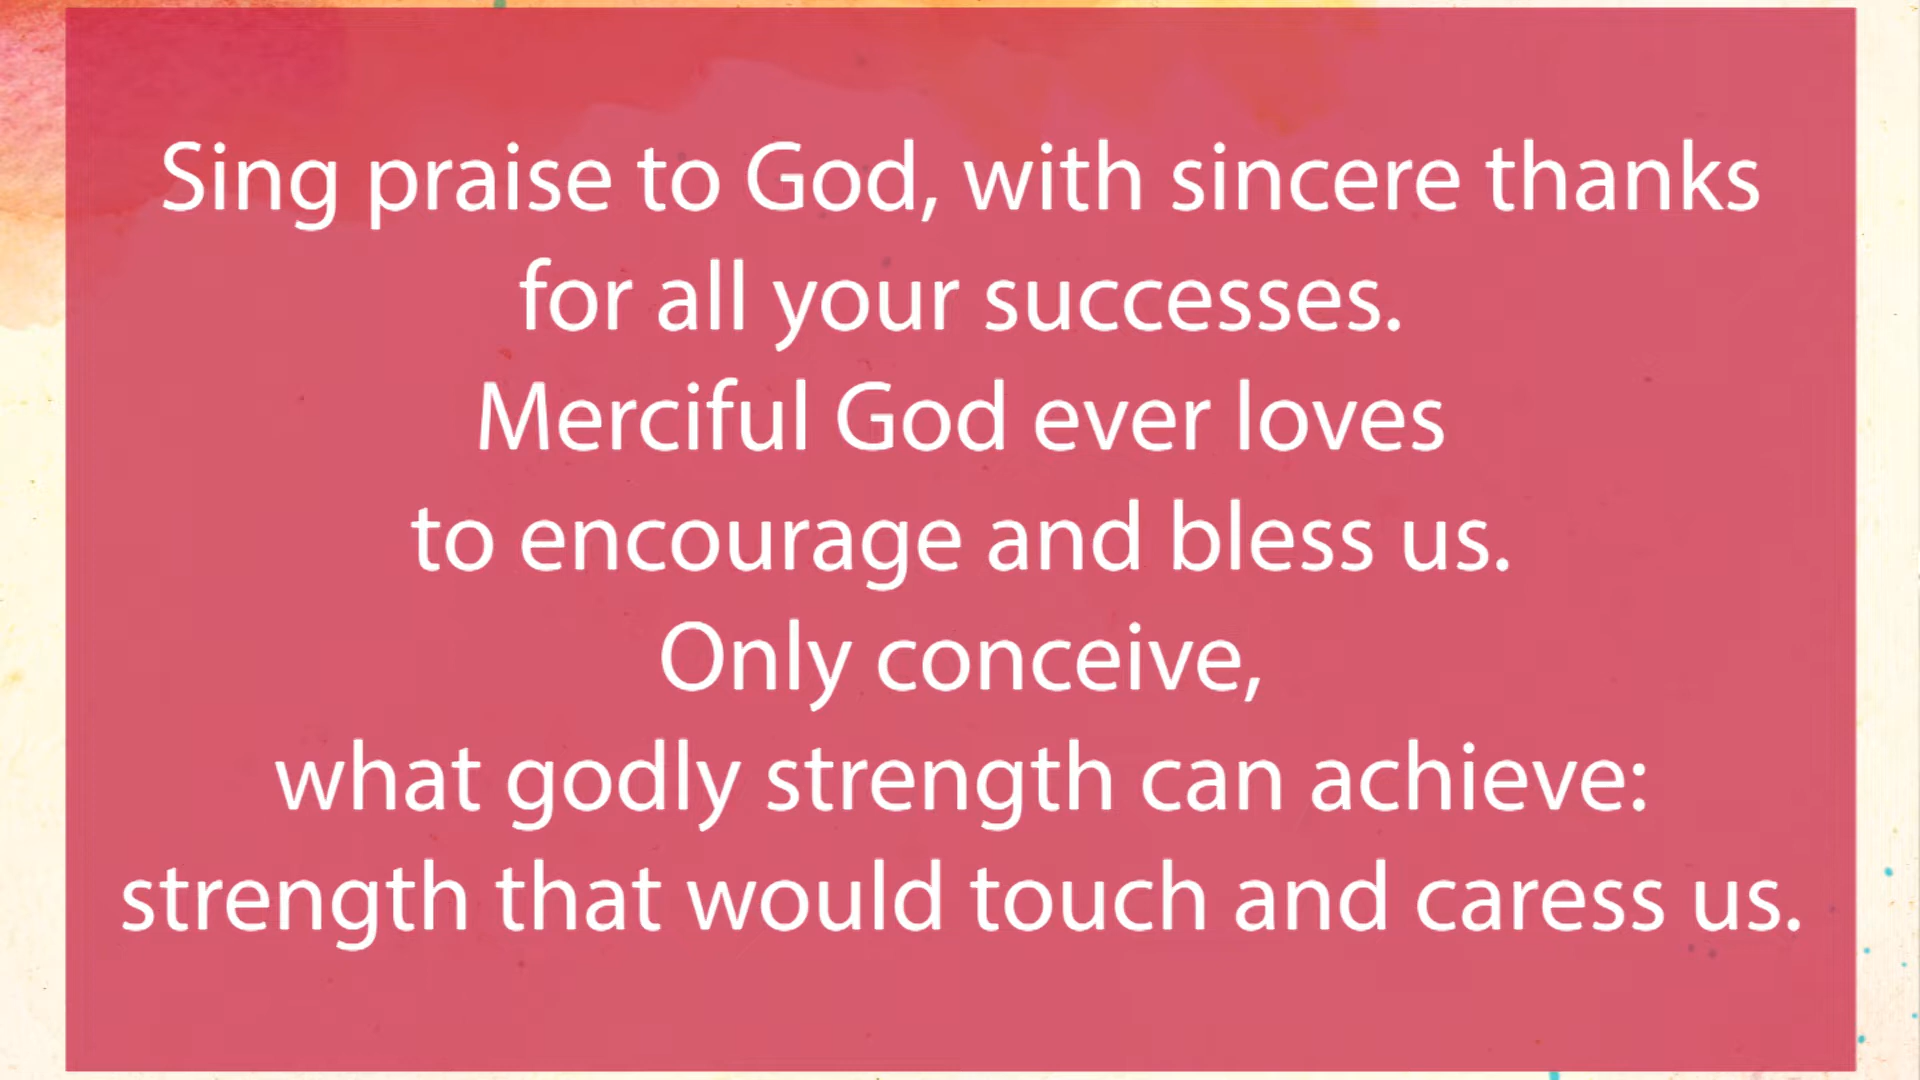 Sing praise to God, with sincere thanks
for all your successes.
Merciful God ever loves
to encourage and bless us.
Only conceive,
what godly strength can achieve:
strength that would touch and caress us.